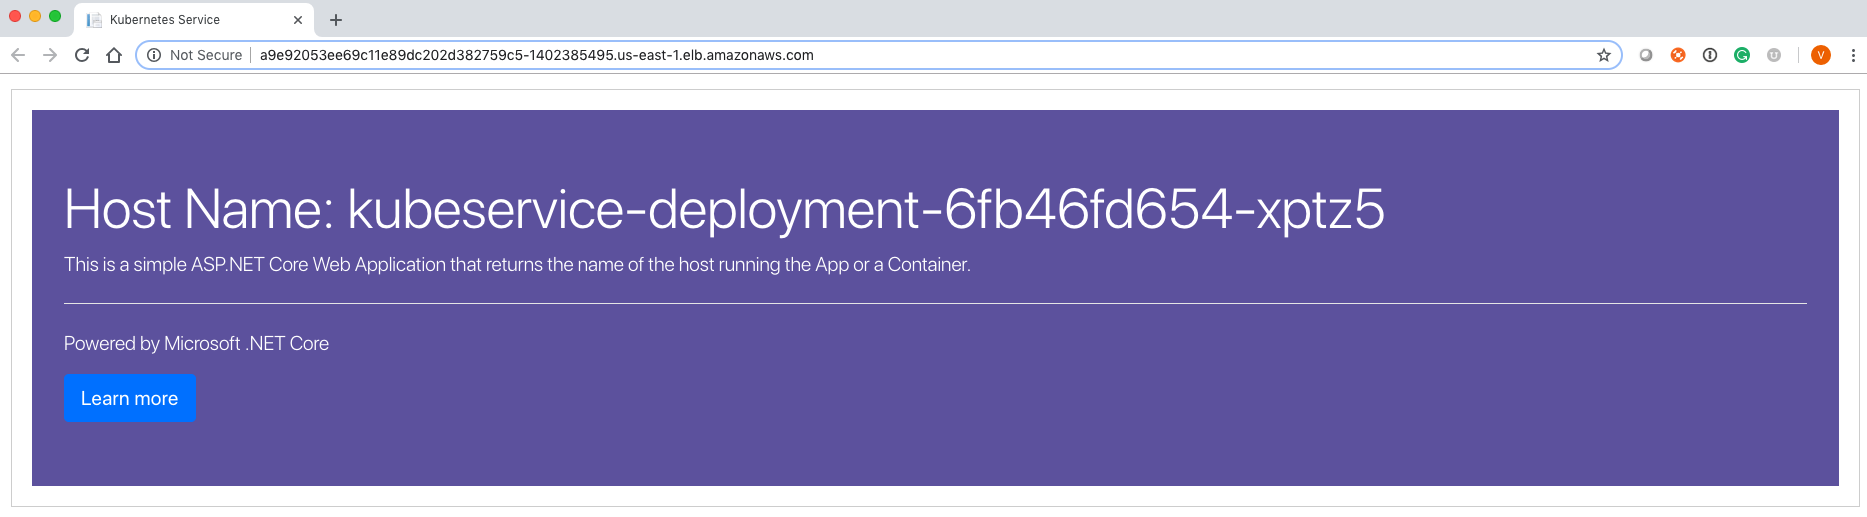 Kubernetes Service
Not Secure a9e92053ee69c11e89dc202d382759c5-1402385495.us-east-1.elb.amazonaws.com
V
Host Name: kubeservice-deployment-6fb46fd654-xptz5
This is a simple ASP.NET Core Web Application that returns the name of the host running the App or a Container.
Powered by Microsoft .NET Core
Learn more